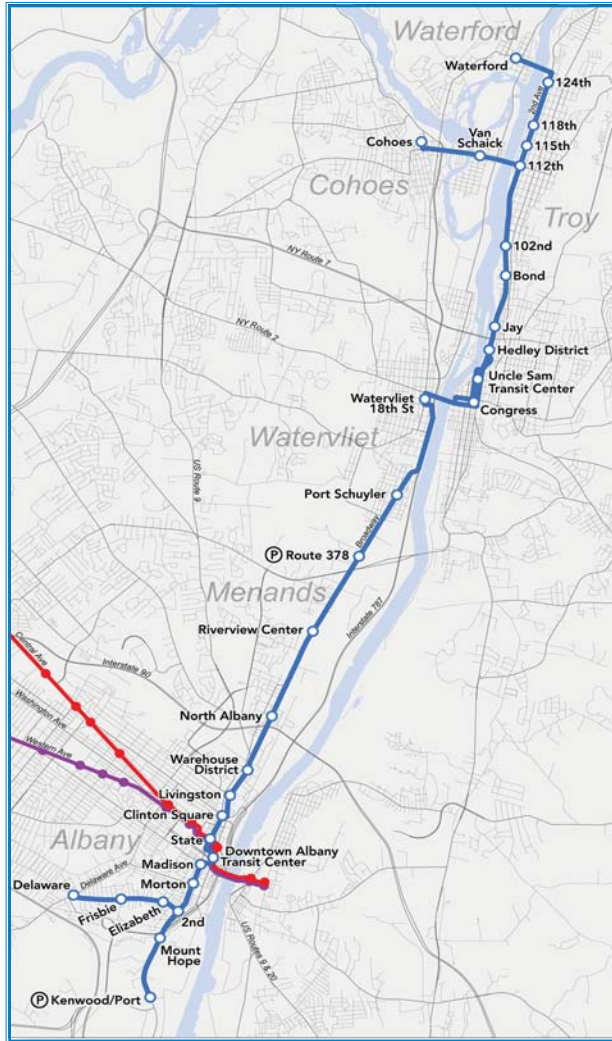 Waterford
Waterford
124th
2nd Ave
118th
Van
Schaick
115th
Cohoes
112th
Cohoes
Troy
102nd
NY Route 7
Bond
NY Route 2
Jay
Hedley District
Uncle Sam
Transit Center
Watervliet
18th St
Congress
Watervliet
US Route 9
Port Schuyler
Broadway
P Route 378
Menands
Interstate 787
Riverview Center
Central Ave
Interstate 90
Washington Ave
North Albany
Western Ave
Warehouse
District
Livingston
Clinton Square
State
Albany
Downtown Albany
Transit Center
Madison
Delaware Ave
Delaware
Morton
Frisbie
Elizabeth
2nd
US Routes 9 & 20
Mount
Hope
P Kenwood/Port